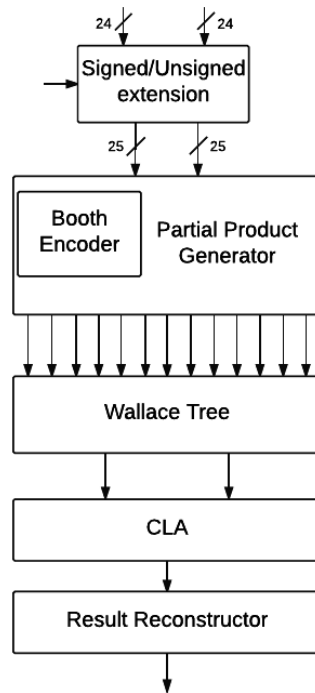 24 24
Signed/Unsigned
extension
25 25
Booth
Encoder
Partial Product
Generator
Wallace Tree
CLA
Result Reconstructor